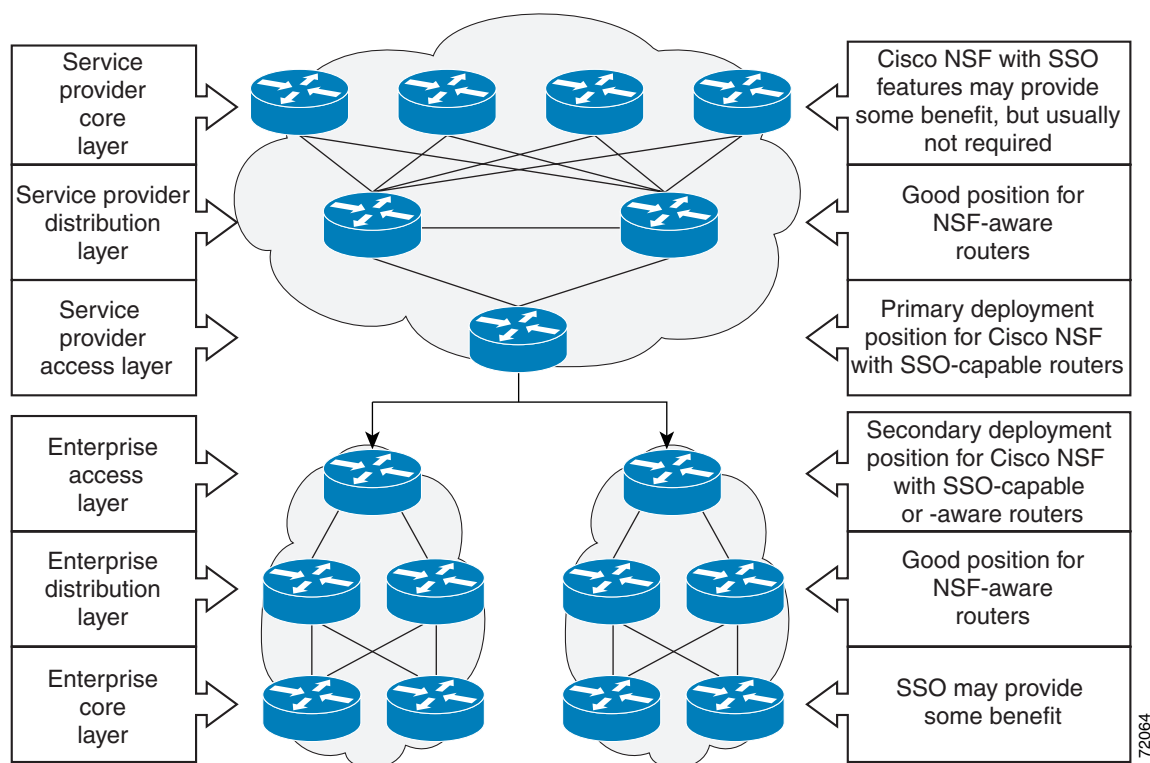 Service
provider
core
layer
Cisco NSF with SSO
features may provide
some benefit, but usually
not required
Service provider
distribution
layer
Good position for
NSF-aware
routers
Service
provider
access layer
Primary deployment
position for Cisco NSF
with SSO-capable routers
Enterprise
access
layer
Secondary deployment
position for Cisco NSF
with SSO-capable
or -aware routers
Enterprise
distribution
layer
Good position for
NSF-aware
routers
Enterprise
core
layer
SSO may provide
some benefit
72064